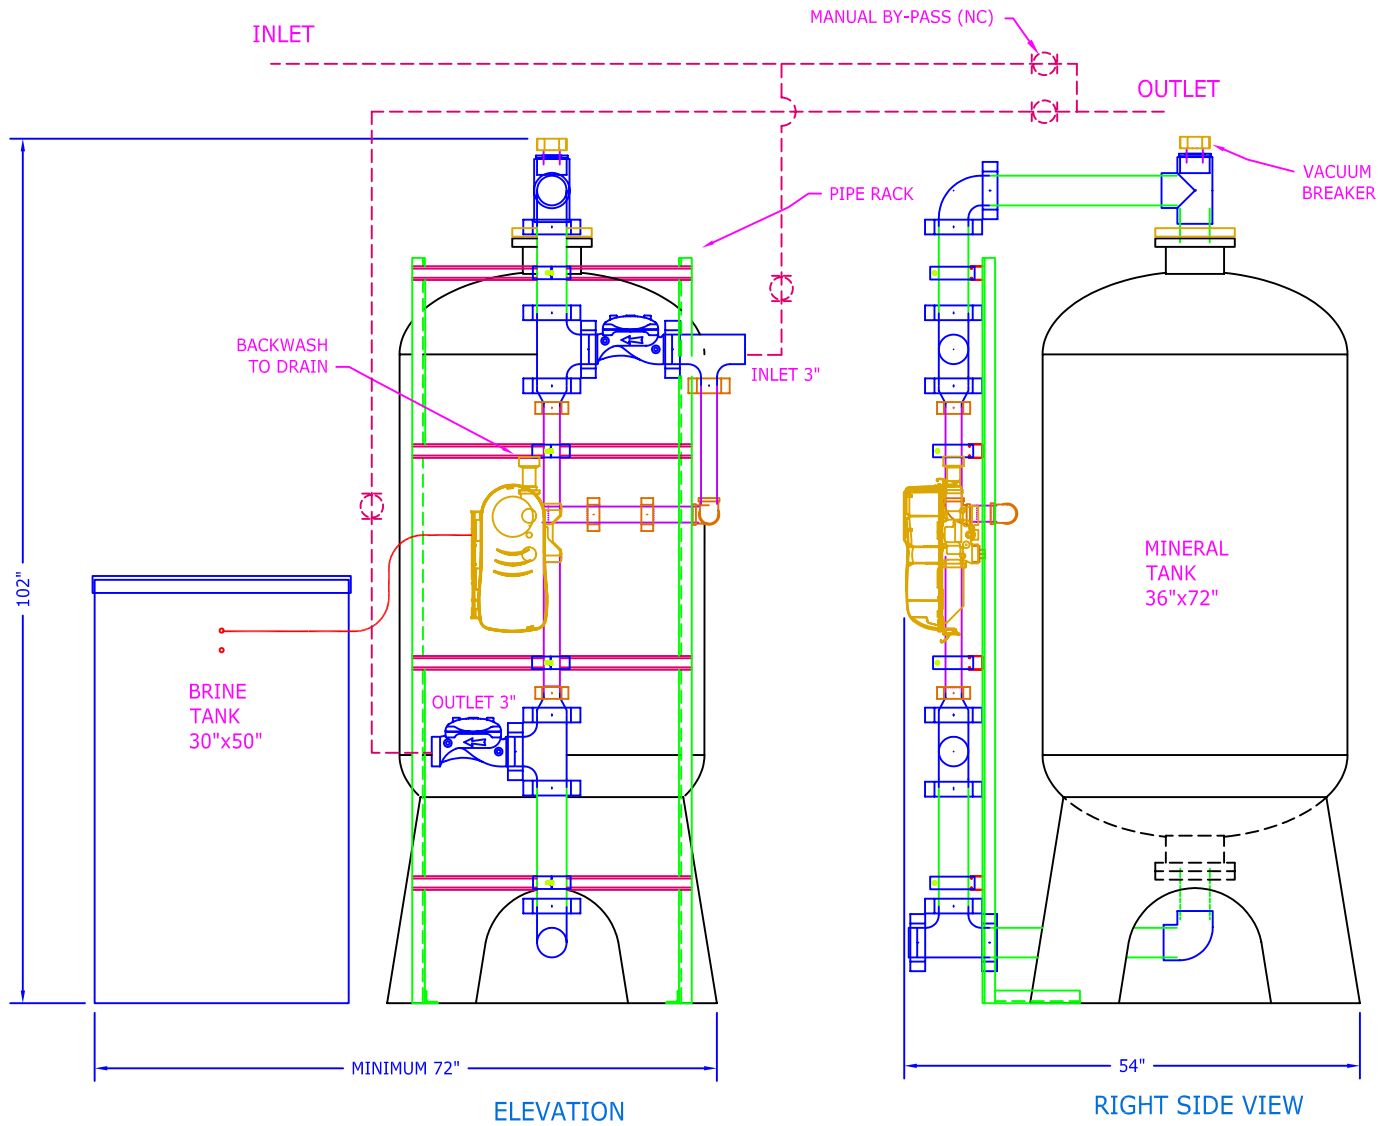 MANUAL BY-PASS (NC)
INLET
OUTLET
VACUUM
BREAKER
PIPE RACK
BACKWASH
TO DRAIN
INLET 3"
MINERAL
TANK
36"x72"
102"
BRINE
TANK
30"x50"
OUTLET 3"
MINIMUM 72"
54"
ELEVATION
RIGHT SIDE VIEW